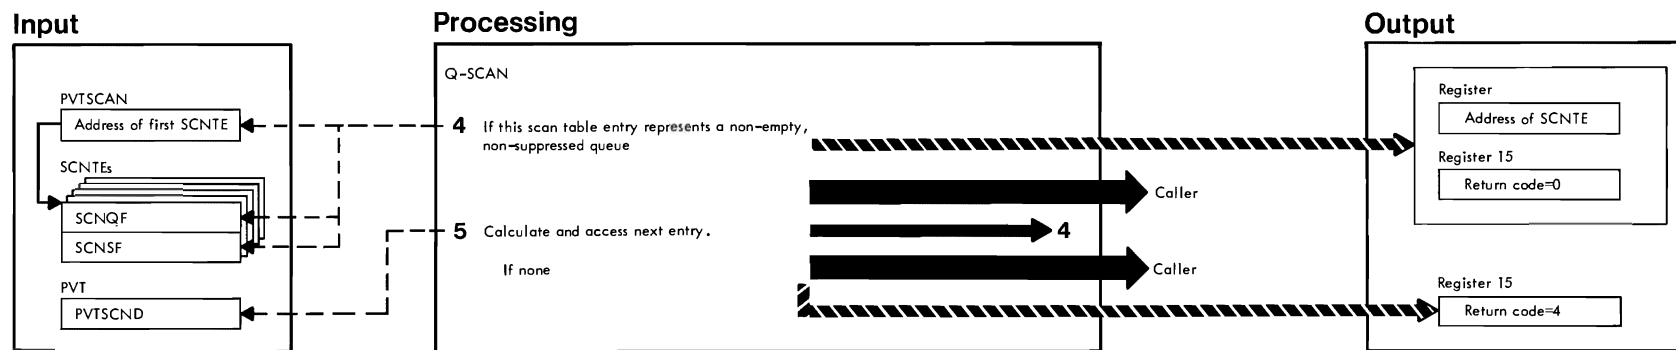 Input
Processing
Output
PVTSCAN
Address of first SCNTE
SCNTEs
SCNQF
SCNSF
PVT
PVTSCND
Q-SCAN
4 If this scan table entry represents a non-empty,
non-suppressed queue
Caller
5 Calculate and access next entry.
4
If none
Caller
Register
Address of SCNTE
Register 15
Return code=0
Register 15
Return code=4